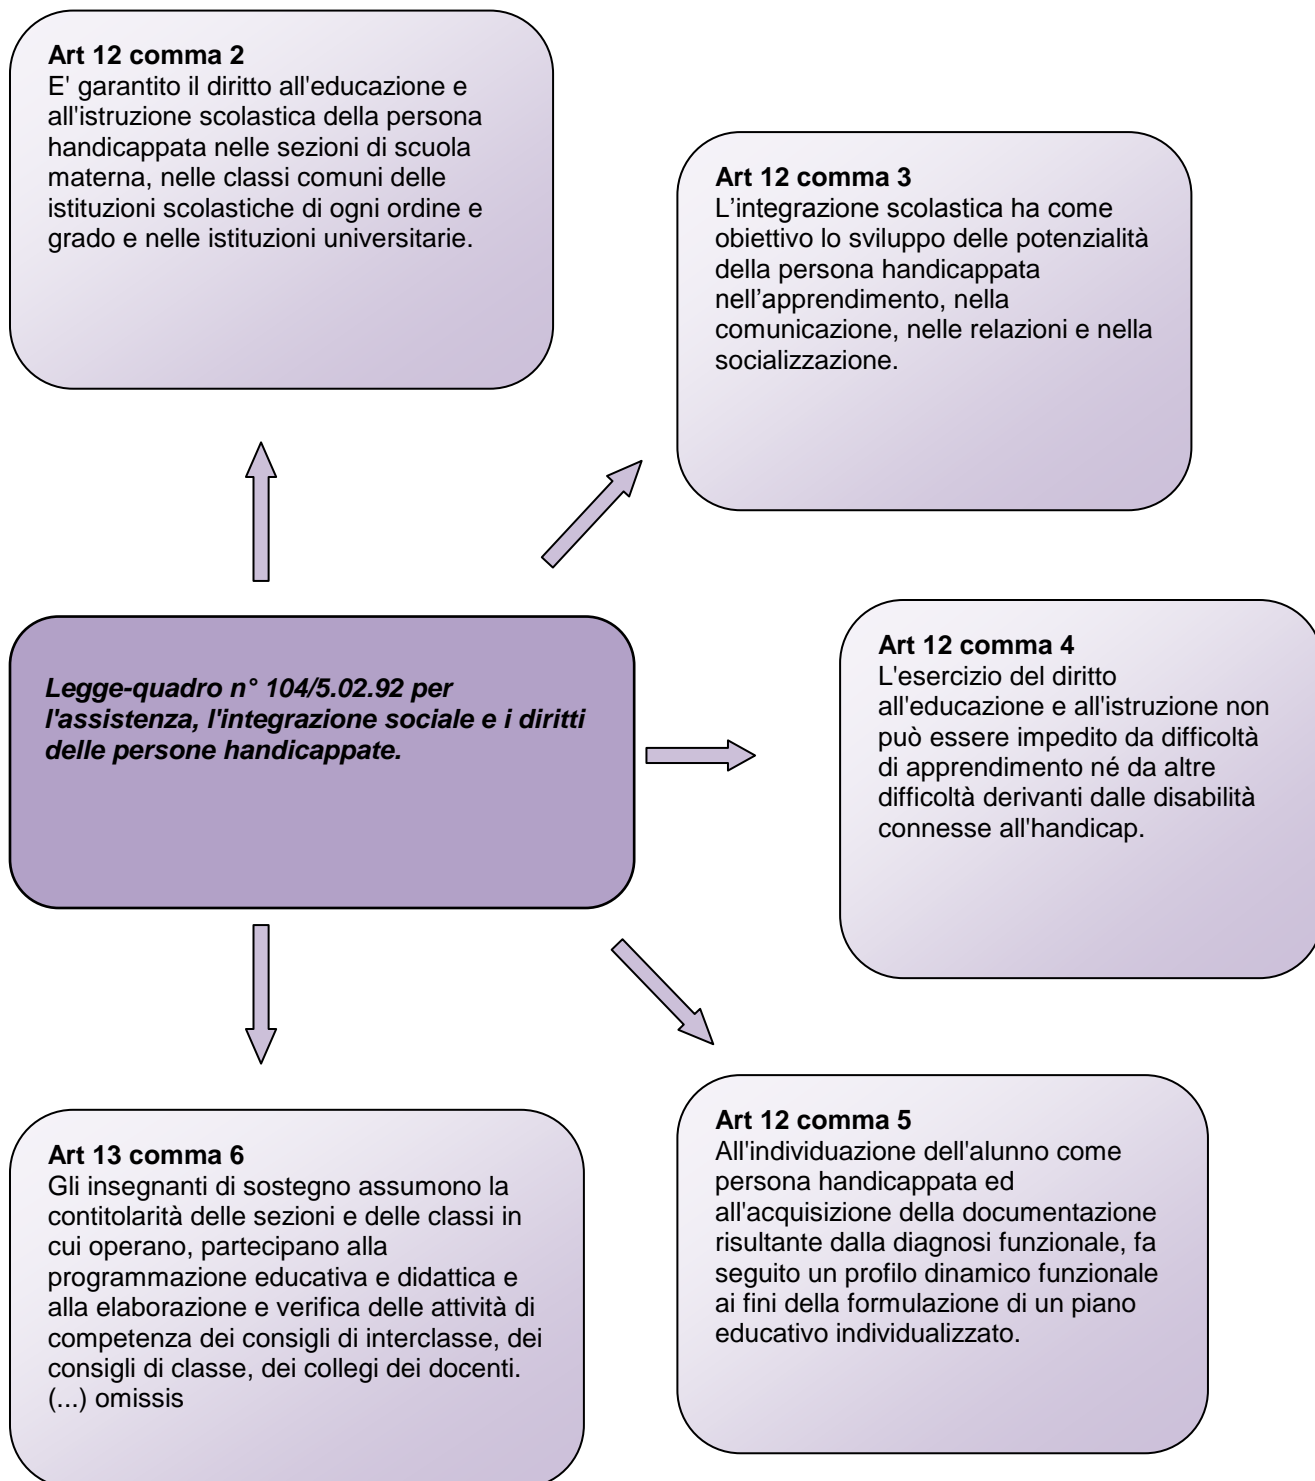 Art 12 comma 2
E' garantito il diritto all'educazione e
all'istruzione scolastica della persona
handicappata nelle sezioni di scuola
materna, nelle classi comuni delle
istituzioni scolastiche di ogni ordine e
grado e nelle istituzioni universitarie.
Art 12 comma 3
L’integrazione scolastica ha come
obiettivo lo sviluppo delle potenzialità
della persona handicappata
nell’apprendimento, nella
comunicazione, nelle relazioni e nella
socializzazione.
Legge-quadro n° 104/5.02.92 per
l'assistenza, l'integrazione sociale e i diritti
delle persone handicappate.
Art 12 comma 4
L'esercizio del diritto
all'educazione e all'istruzione non
può essere impedito da difficoltà
di apprendimento né da altre
difficoltà derivanti dalle disabilità
connesse all'handicap.
Art 13 comma 6
Gli insegnanti di sostegno assumono la
contitolarità delle sezioni e delle classi in
cui operano, partecipano alla
programmazione educativa e didattica e
alla elaborazione e verifica delle attività di
competenza dei consigli di interclasse, dei
consigli di classe, dei collegi dei docenti.
(...) omissis
Art 12 comma 5
All'individuazione dell'alunno come
persona handicappata ed
all'acquisizione della documentazione
risultante dalla diagnosi funzionale, fa
seguito un profilo dinamico funzionale
ai fini della formulazione di un piano
educativo individualizzato.